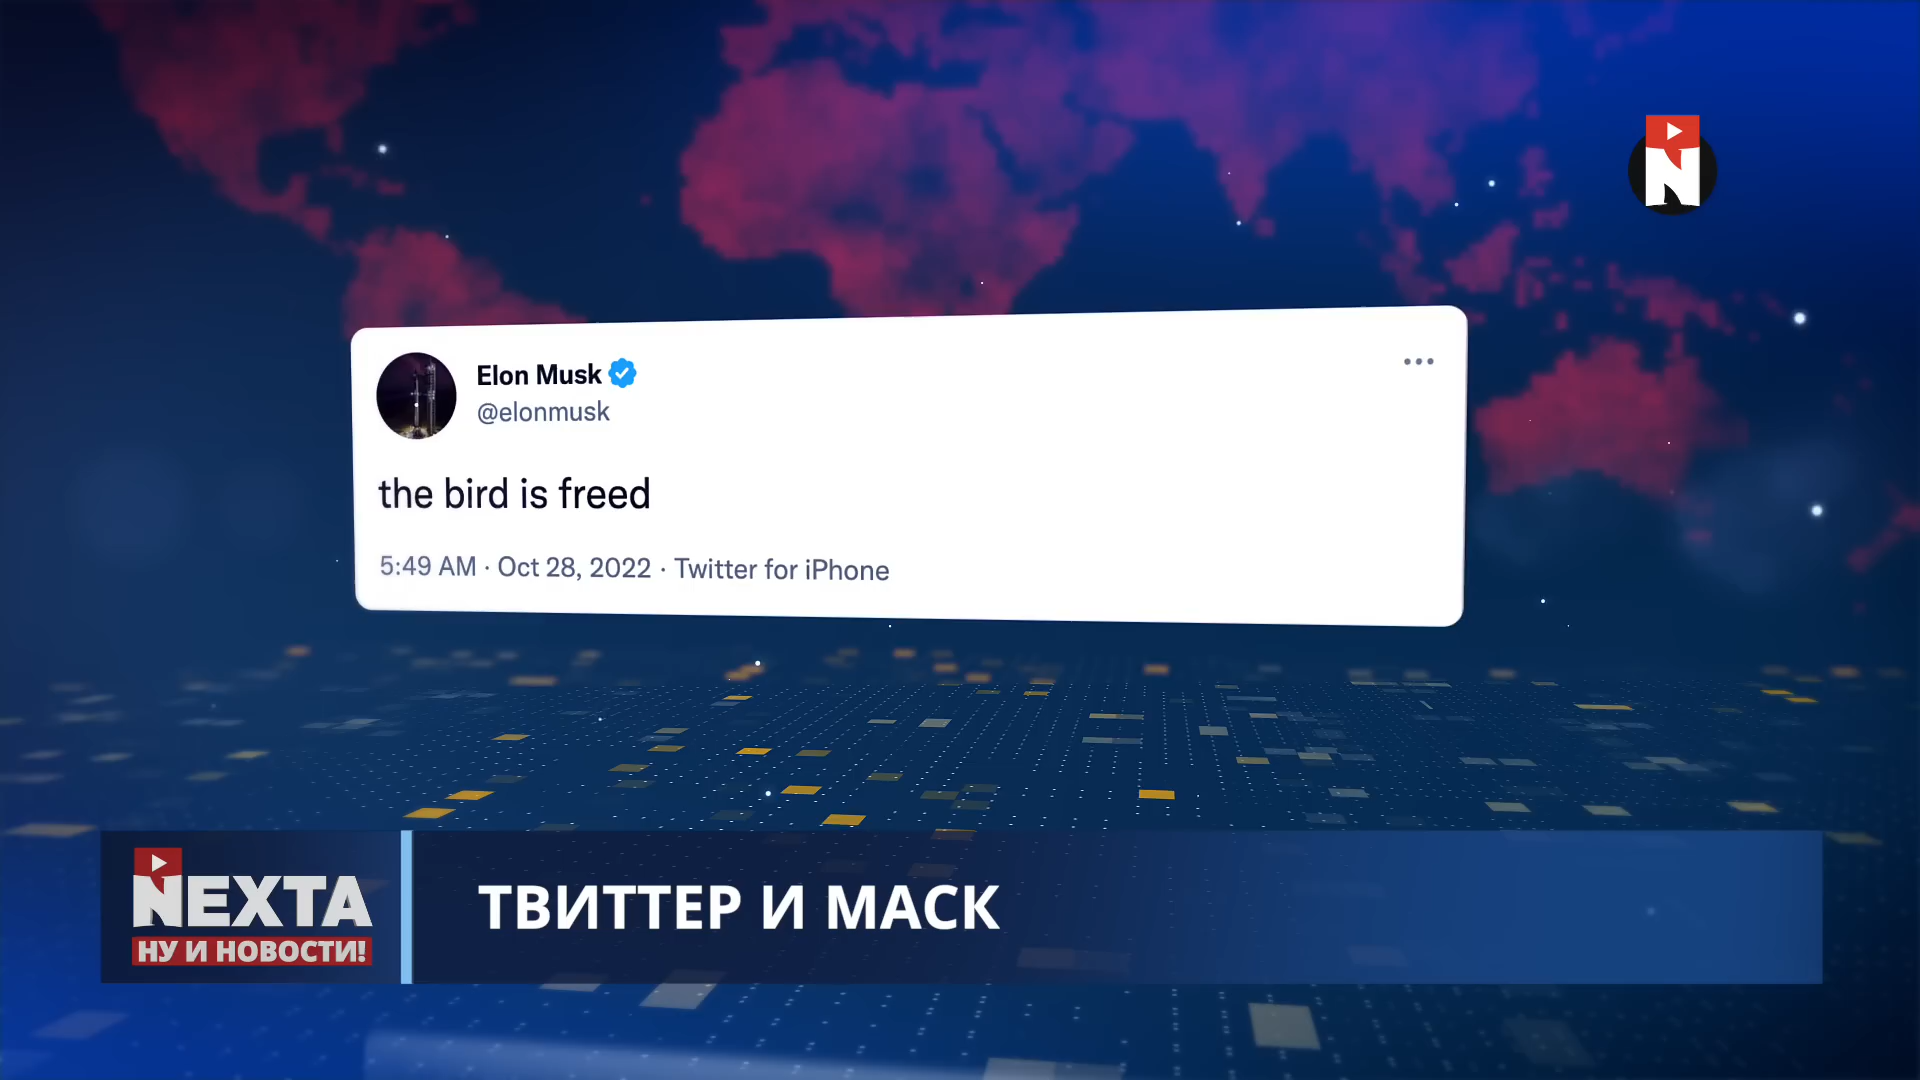 N
Elon Musk
@elonmusk
the bird is freed
5:49 AM · Oct 28, 2022 · Twitter for iPhone
NEXTA
НУ И НОВОСТИ!
ТВИТТЕР И МАСК